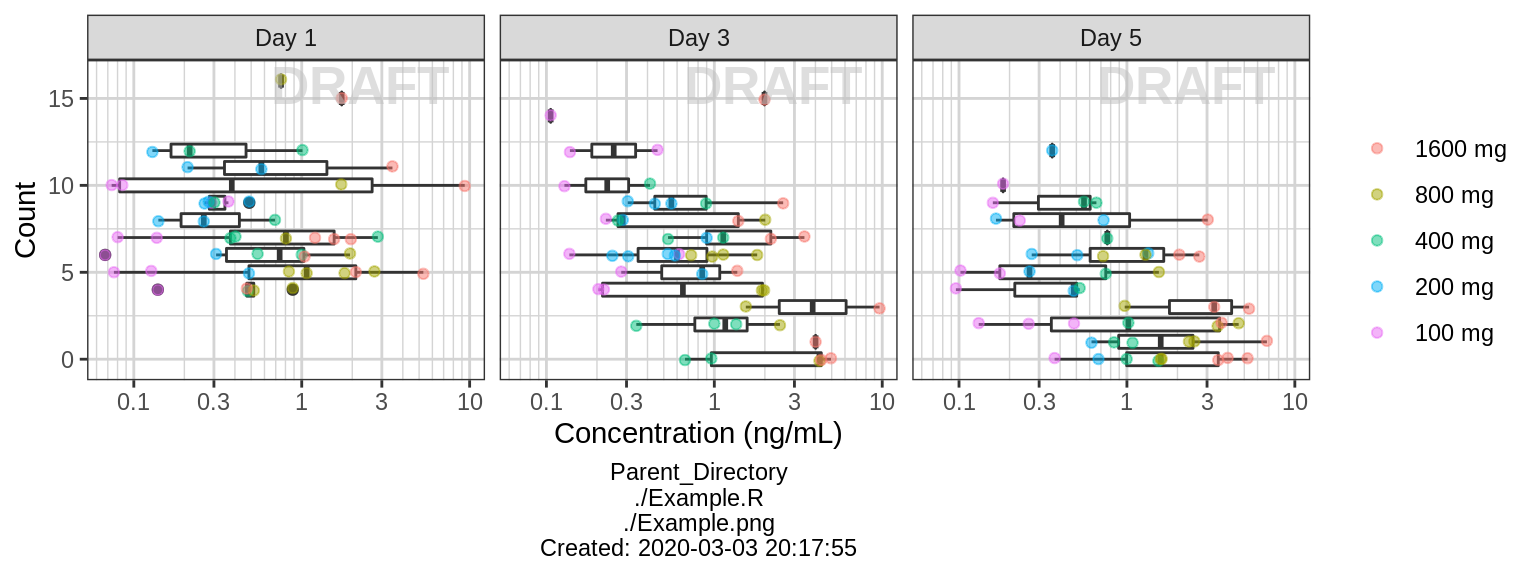 Day 1
Day 3
Day 5
DRAFT
DRAFT
DRAFT
Count
15
10
5
0
0.1 0.3 1 3 10
0.1 0.3 1 3 10
0.1 0.3 1 3 10
Concentration (ng/mL)
1600 mg
800 mg
400 mg
200 mg
100 mg
Parent_Directory
./Example.R
./Example.png
Created: 2020-03-03 20:17:55